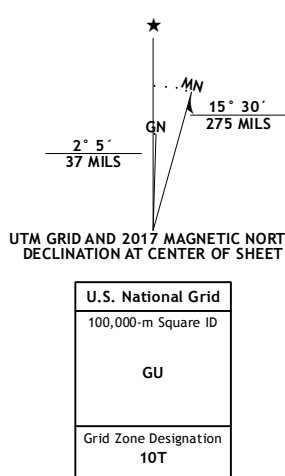 ★
MN
GN
15° 30´
275 MILS
2° 5´
37 MILS
UTM GRID AND 2017 MAGNETIC NORT
DECLINATION AT CENTER OF SHEET
U.S. National Grid
100,000-m Square ID
GU
Grid Zone Designation
10T